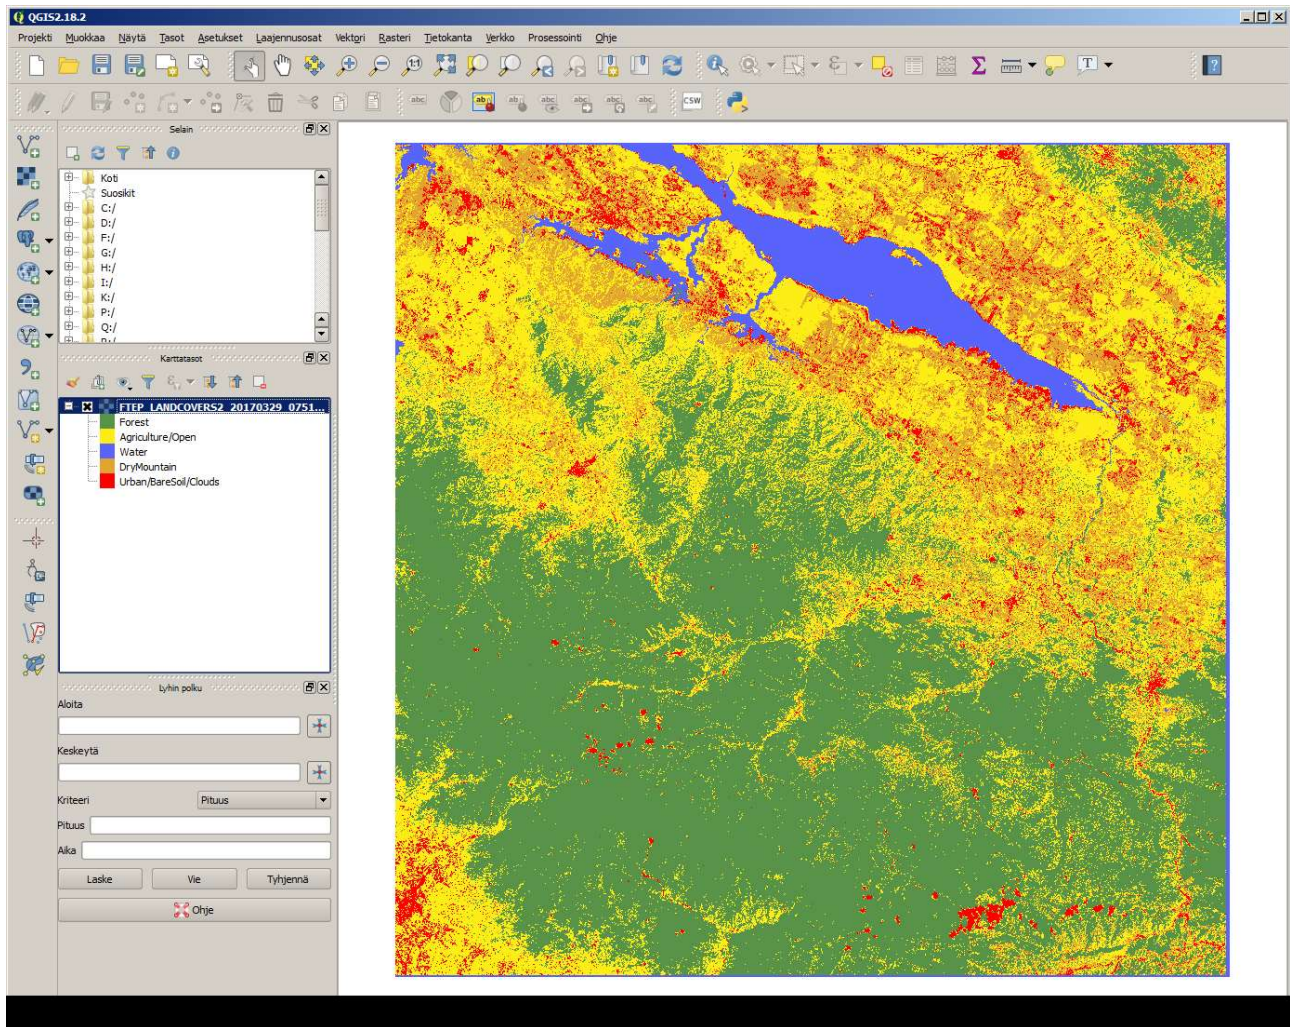 QGIS2.18.2
Projekti Muokkaa Näytä Tasot Asetukset Laajennusosat Vektori Rasteri Tietokanta Verkko Prosessointi Ohje
Selain
Koti
Suosikit
C:/
D:/
F:/
G:/
H:/
I:/
K:/
P:/
Q:/
Karttatasot
FTEP_LANDCOVERS2_20170329_0751...
Forest
Agriculture/Open
Water
DryMountain
Urban/BareSoil/Clouds
Lyhin polku
Aloita
Keskeytä
Kriteeri Pituus
Pituus
Aika
Laske Vie Tyhjennä
Ohje